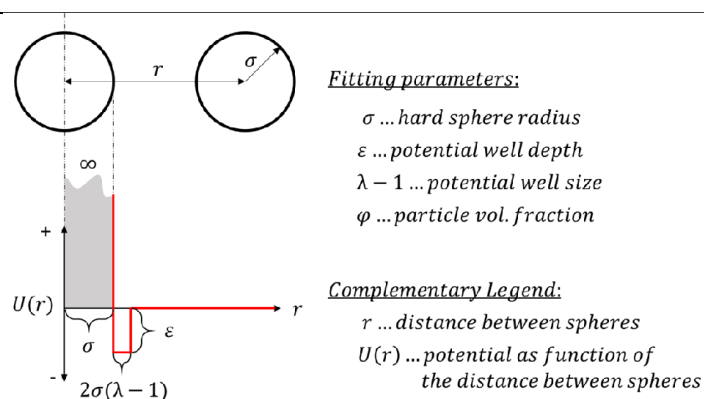 r
σ
∞
+
U(r)
r
σ
ε
-
2σ(λ − 1)
Fitting parameters:
σ ... hard sphere radius
ε ... potential well depth
λ − 1 ... potential well size
φ ... particle vol. fraction
Complementary Legend:
r ... distance between spheres
U(r) ... potential as function of
the distance between spheres